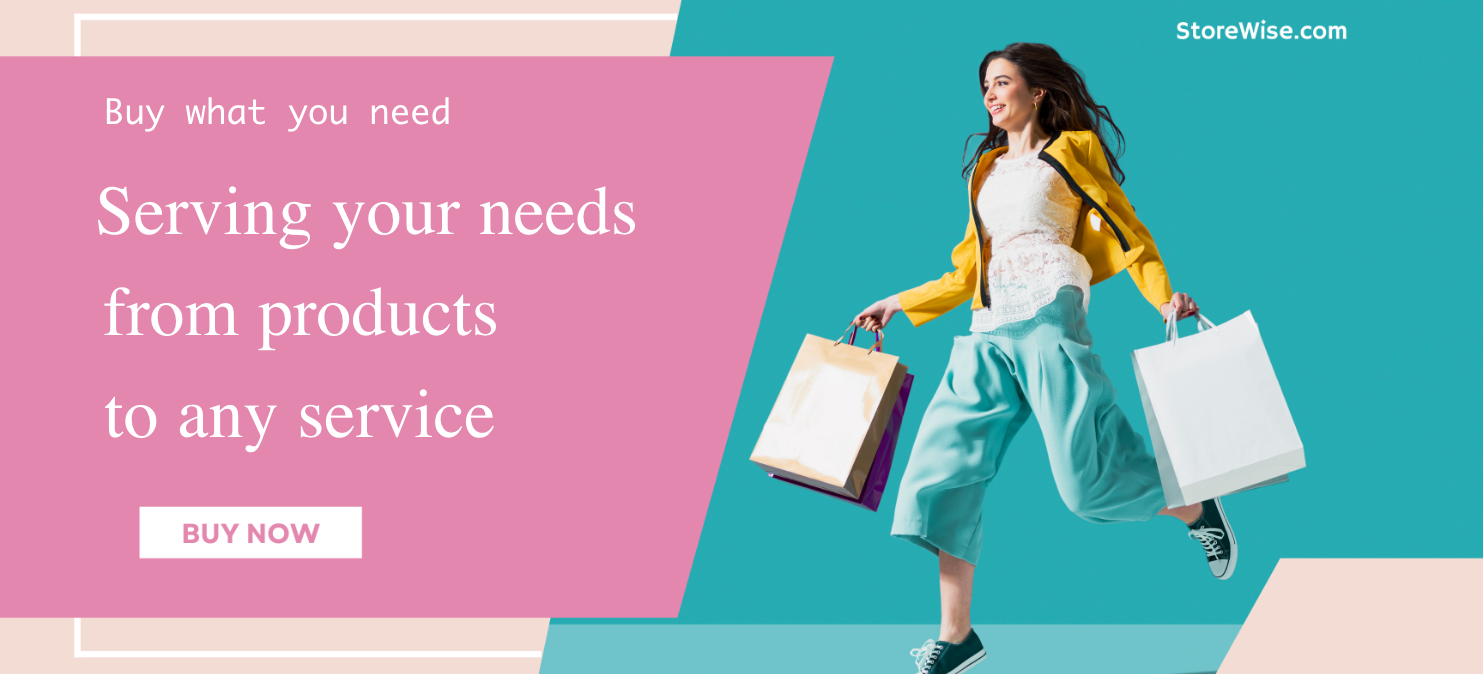 StoreWise.com
Buy what you need
Serving your needs
from products
to any service
BUY NOW